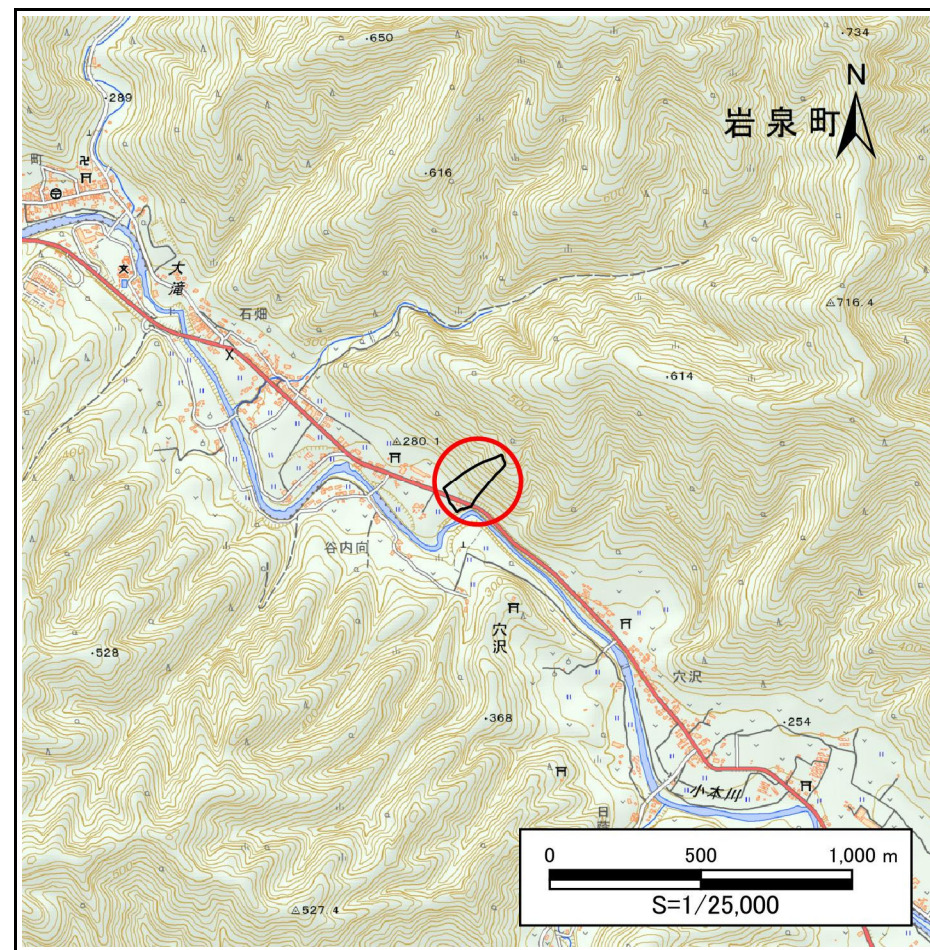 ・650
・734
・289
N
岩泉町
町
・616
大滝
石畑
716.4
・614
280.1
谷内向
穴沢
・528
穴沢
・368
・254
小本川
0 500 1,000 m
S=1/25,000
527.4